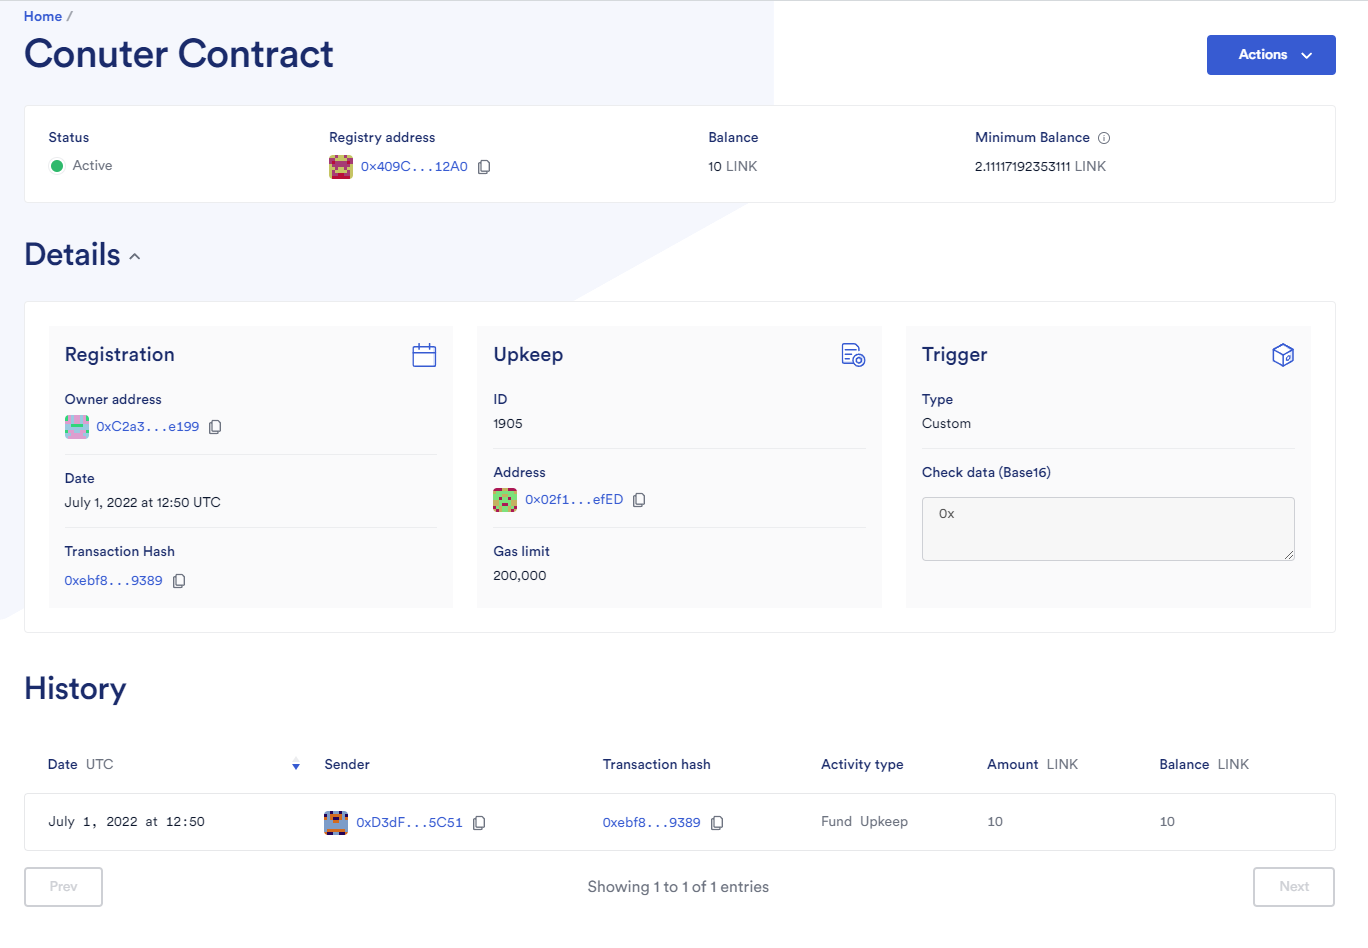 Home /
Conuter Contract
Actions
Status
Registry address
Balance
Minimum Balance
Active
0x409C...12A0
10 LINK
2.11117192353111 LINK
Details
Registration
Owner address
0xC2a3...e199
Date
July 1, 2022 at 12:50 UTC
Transaction Hash
0xebf8...9389
Upkeep
ID
1905
Address
0x02f1...efED
Gas limit
200,000
Trigger
Type
Custom
Check data (Base16)
0x
History
Date UTC Sender Transaction hash Activity type Amount LINK Balance LINK
July 1, 2022 at 12:50 0xD3dF...5C51 0xebf8...9389 Fund Upkeep 10 10
Prev
Showing 1 to 1 of 1 entries
Next